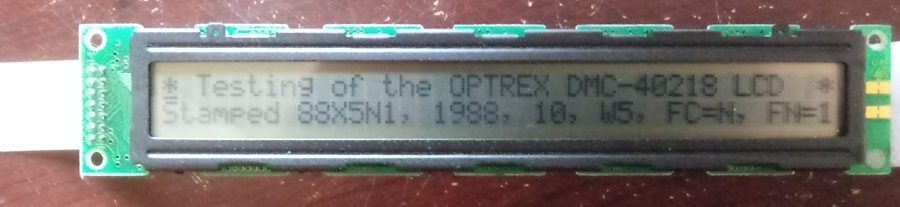 * Testing of the OPTREX DMC-40218 LCD *
Stamped 88X5N1, 1988, 10, W5, FC=N, FN=1